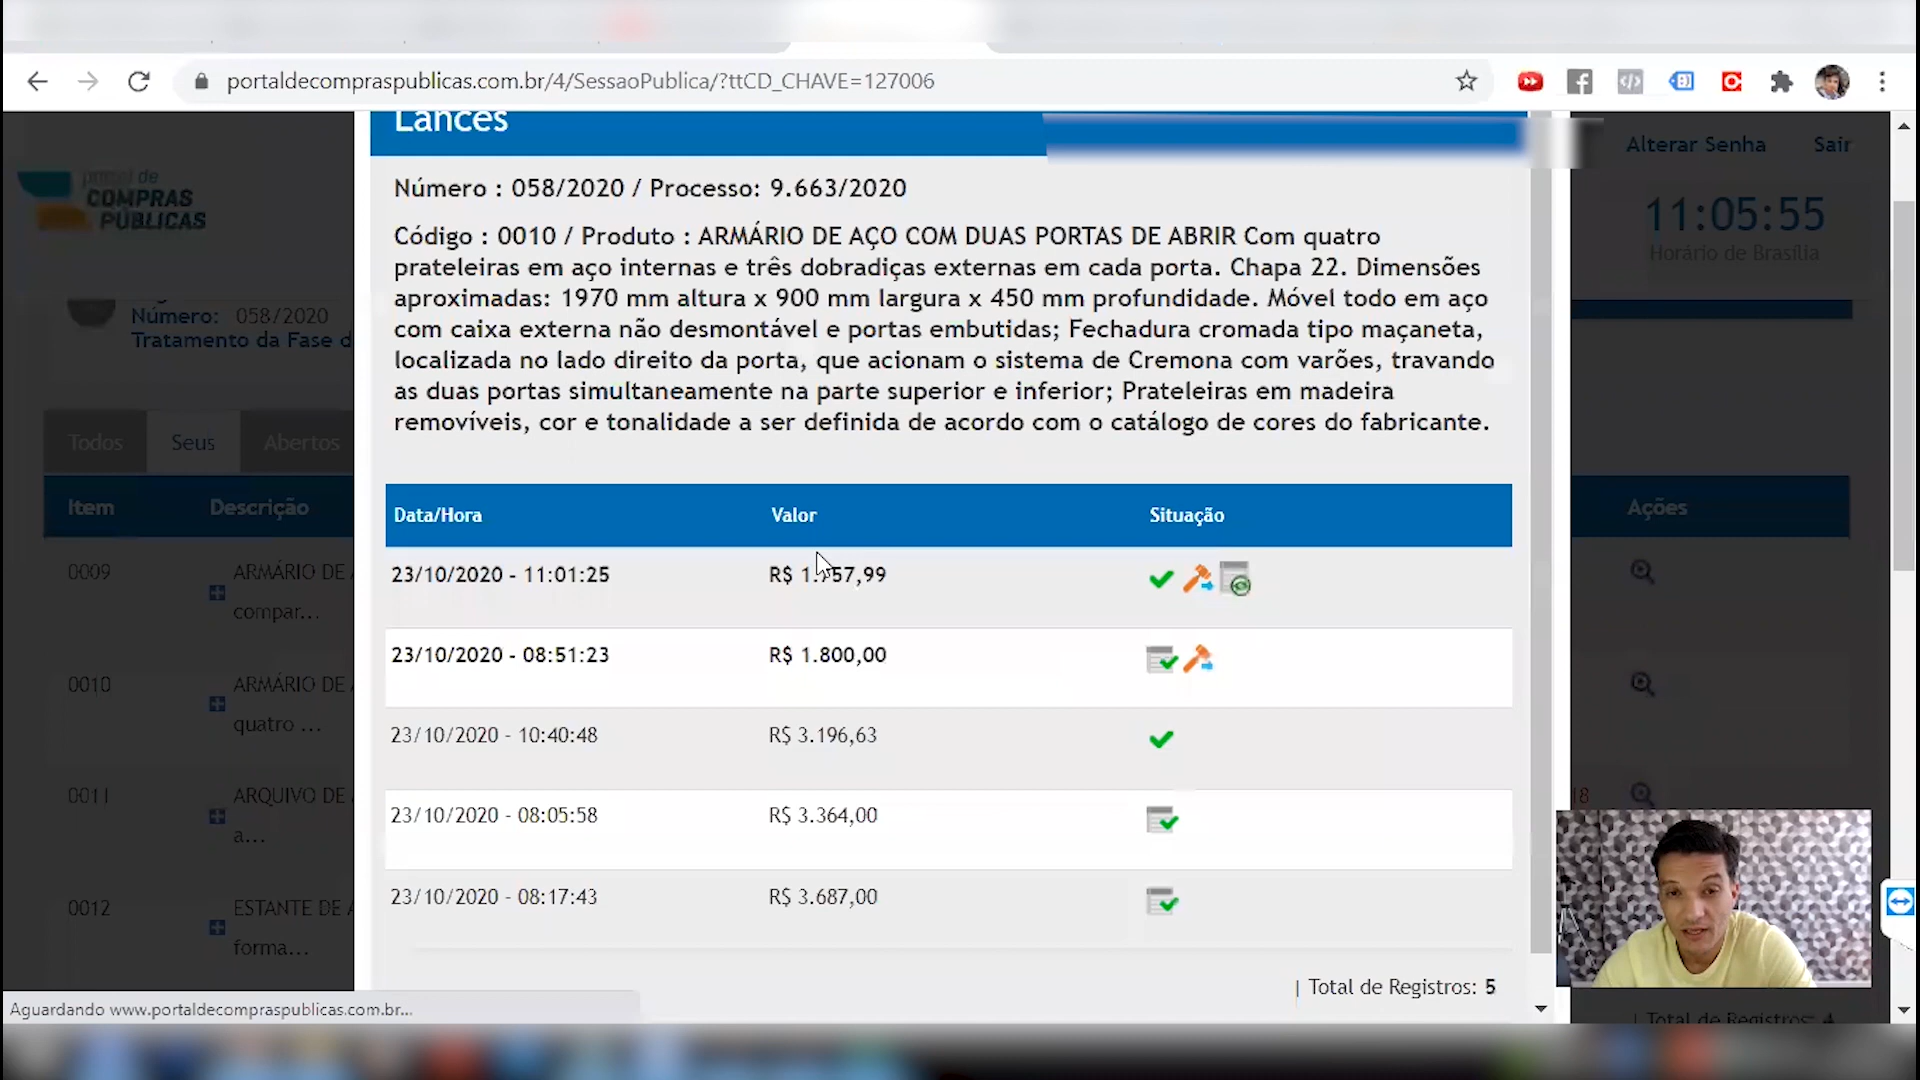 portaldecompraspublicas.com.br/4/SessaoPublica/?ttCD_CHAVE=127006
Lances
Alterar Senha
Sair
portal de
COMPRAS
PÚBLICAS
11:05:55
Horário de Brasília
Número : 058/2020 / Processo: 9.663/2020
Código : 0010 / Produto : ARMÁRIO DE AÇO COM DUAS PORTAS DE ABRIR Com quatro
prateleiras em aço internas e três dobradiças externas em cada porta. Chapa 22. Dimensões
aproximadas: 1970 mm altura x 900 mm largura x 450 mm profundidade. Móvel todo em aço
com caixa externa não desmontável e portas embutidas; Fechadura cromada tipo maçaneta,
localizada no lado direito da porta, que acionam o sistema de Cremona com varões, travando
as duas portas simultaneamente na parte superior e inferior; Prateleiras em madeira
removíveis, cor e tonalidade a ser definida de acordo com o catálogo de cores do fabricante.
Número: 058/2020
Tratamento da Fase d
Todos
Seus
Abertos
Item
Descrição
Ações
Data/Hora
Valor
Situação
0009
ARMÁRIO DE
compar...
0010
ARMÁRIO DE
quatro ...
0011
ARQUIVO DE
a...
18
0012
ESTANTE DE
forma...
23/10/2020 - 11:01:25
R$
23/10/2020 - 08:51:23
R$ 1.800,00
23/10/2020 - 10:40:48
R$ 3.196,63
23/10/2020 - 08:05:58
R$ 3.364,00
23/10/2020 - 08:17:43
R$ 3.687,00
| Total de Registros: 5
Aguardando www.portaldecompraspublicas.com.br...
| Total de Registros: